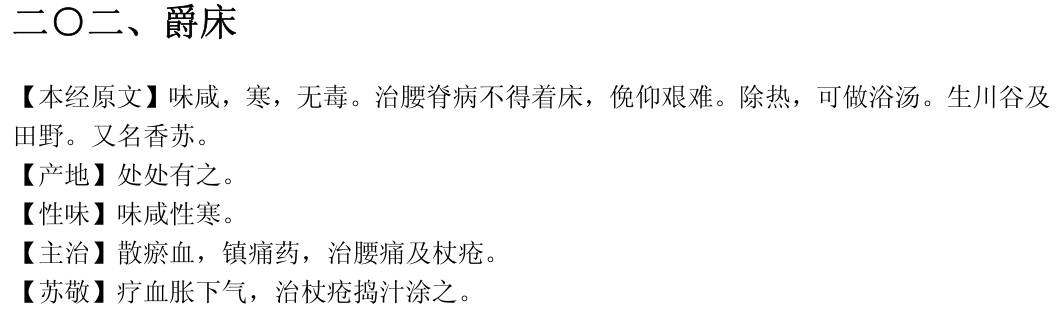 二〇二、爵床
【本经原文】味咸，寒，无毒。治腰脊病不得着床，俛仰艰难。除热，可做浴汤。生川谷及
田野。又名香苏。
【产地】处处有之。
【性味】味咸性寒。
【主治】散瘀血，镇痛药，治腰痛及杖疮。
【苏敬】疗血胀下气，治杖疮捣汁涂之。